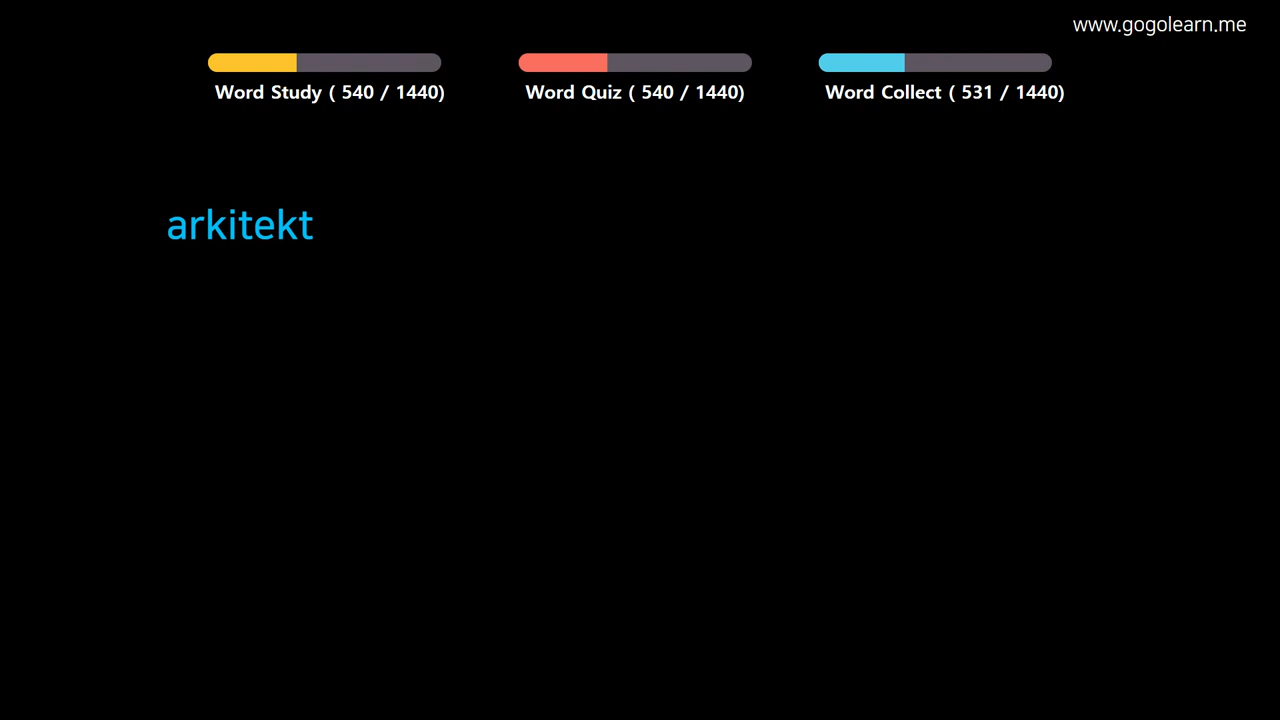 www.gogolearn.me
Word Study ( 540 / 1440)
Word Quiz ( 540 / 1440)
Word Collect ( 531 / 1440)
arkitekt